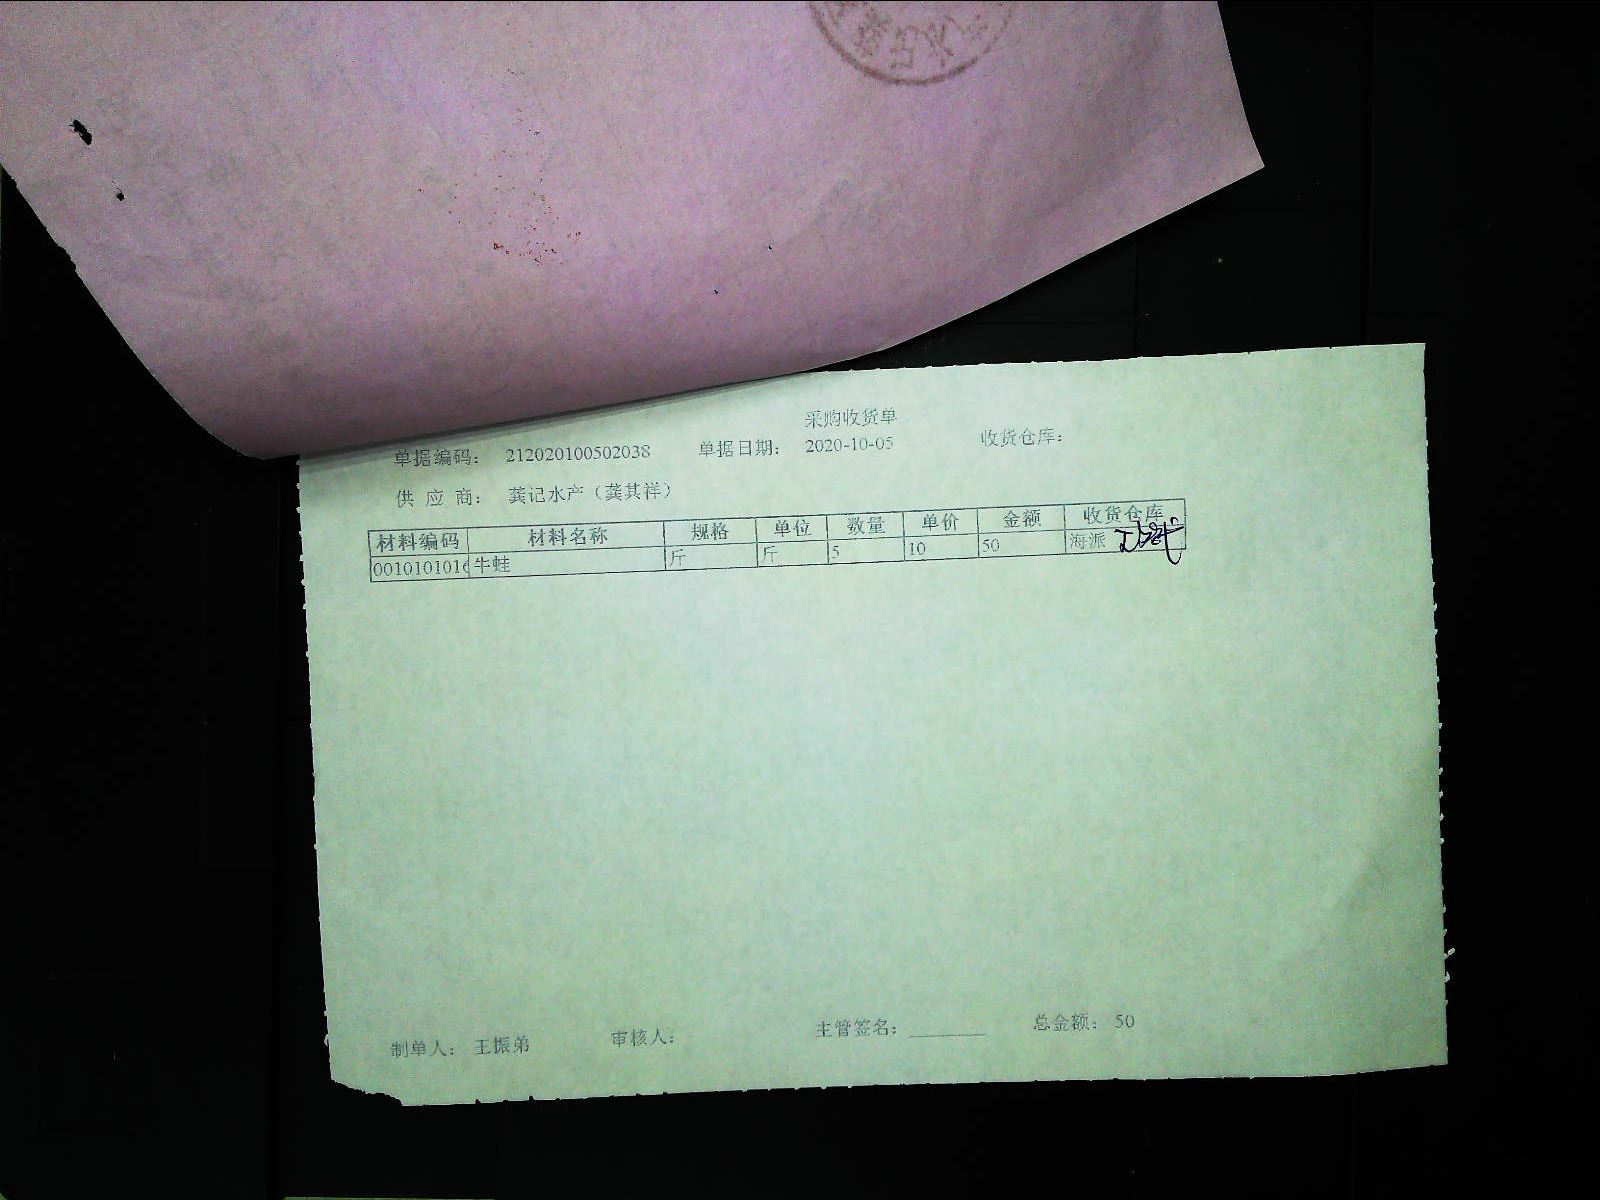 采购收货单
单据编码： 212020100502038 单据日期： 2020-10-05 收货仓库：
供 应 商： 龚记水产（龚其祥）
材料编码 材料名称 规格 单位 数量 单价 金额 收货仓库
001010101 牛蛙 斤 斤 5 10 50 海派
制单人： 王振弟 审核人： 主管签名： 总金额： 50